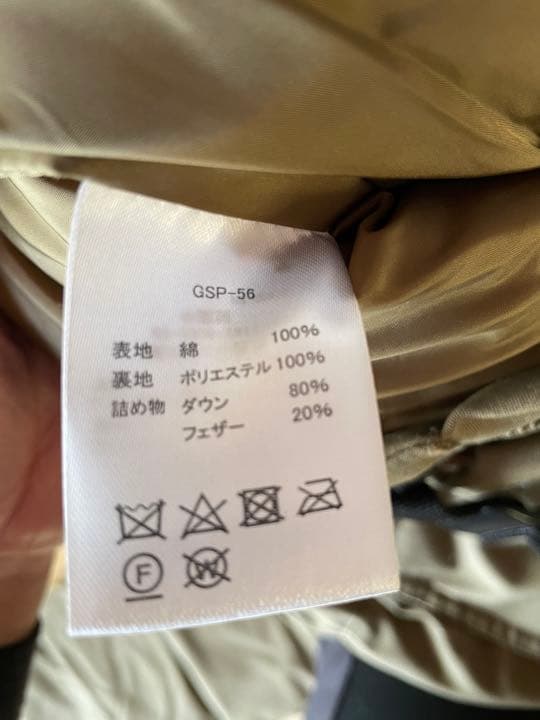 GSP-56
表地 綿 100%
裏地 ポリエステル 100%
詰め物 ダウン 80%
フェザー 20%
F
W